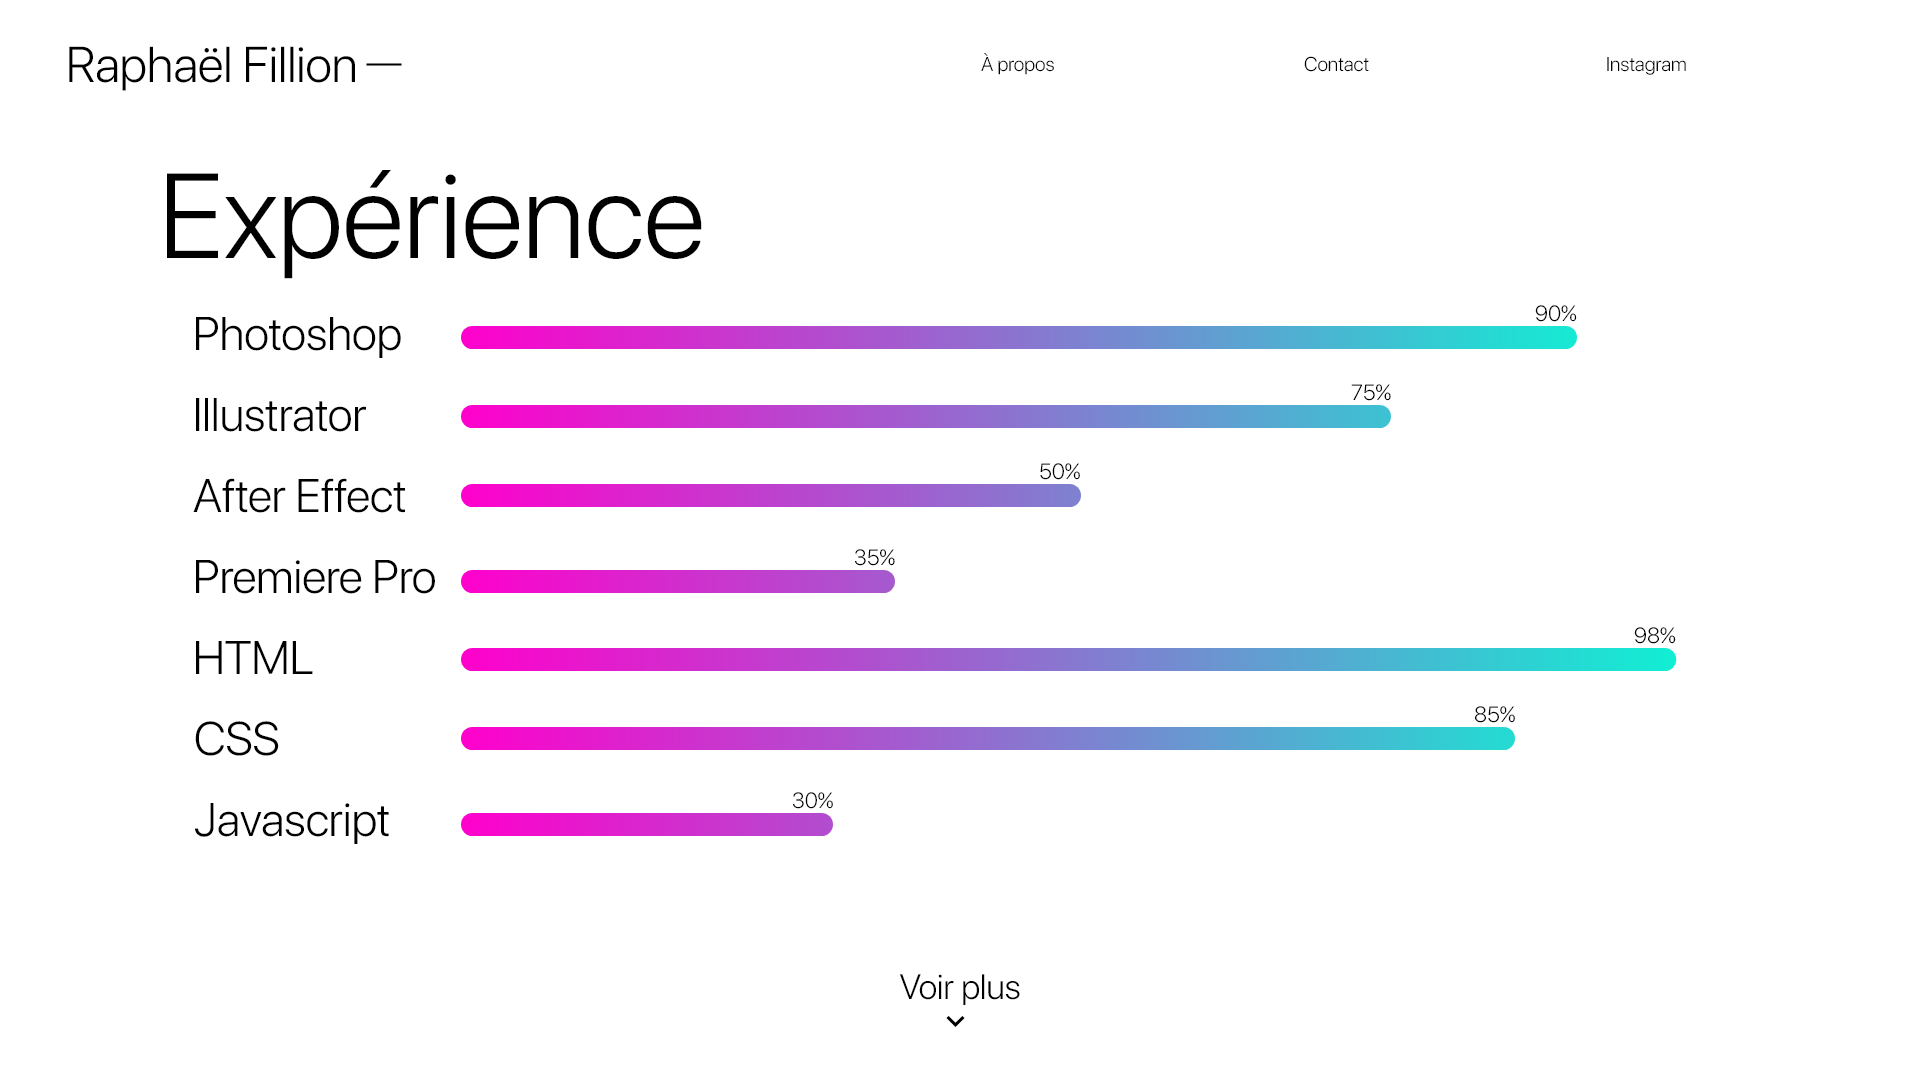 Raphaël Fillion —
À propos
Contact
Instagram
Expérience
Photoshop
90%
Illustrator
75%
After Effect
50%
Premiere Pro
35%
HTML
98%
CSS
85%
Javascript
30%
Voir plus